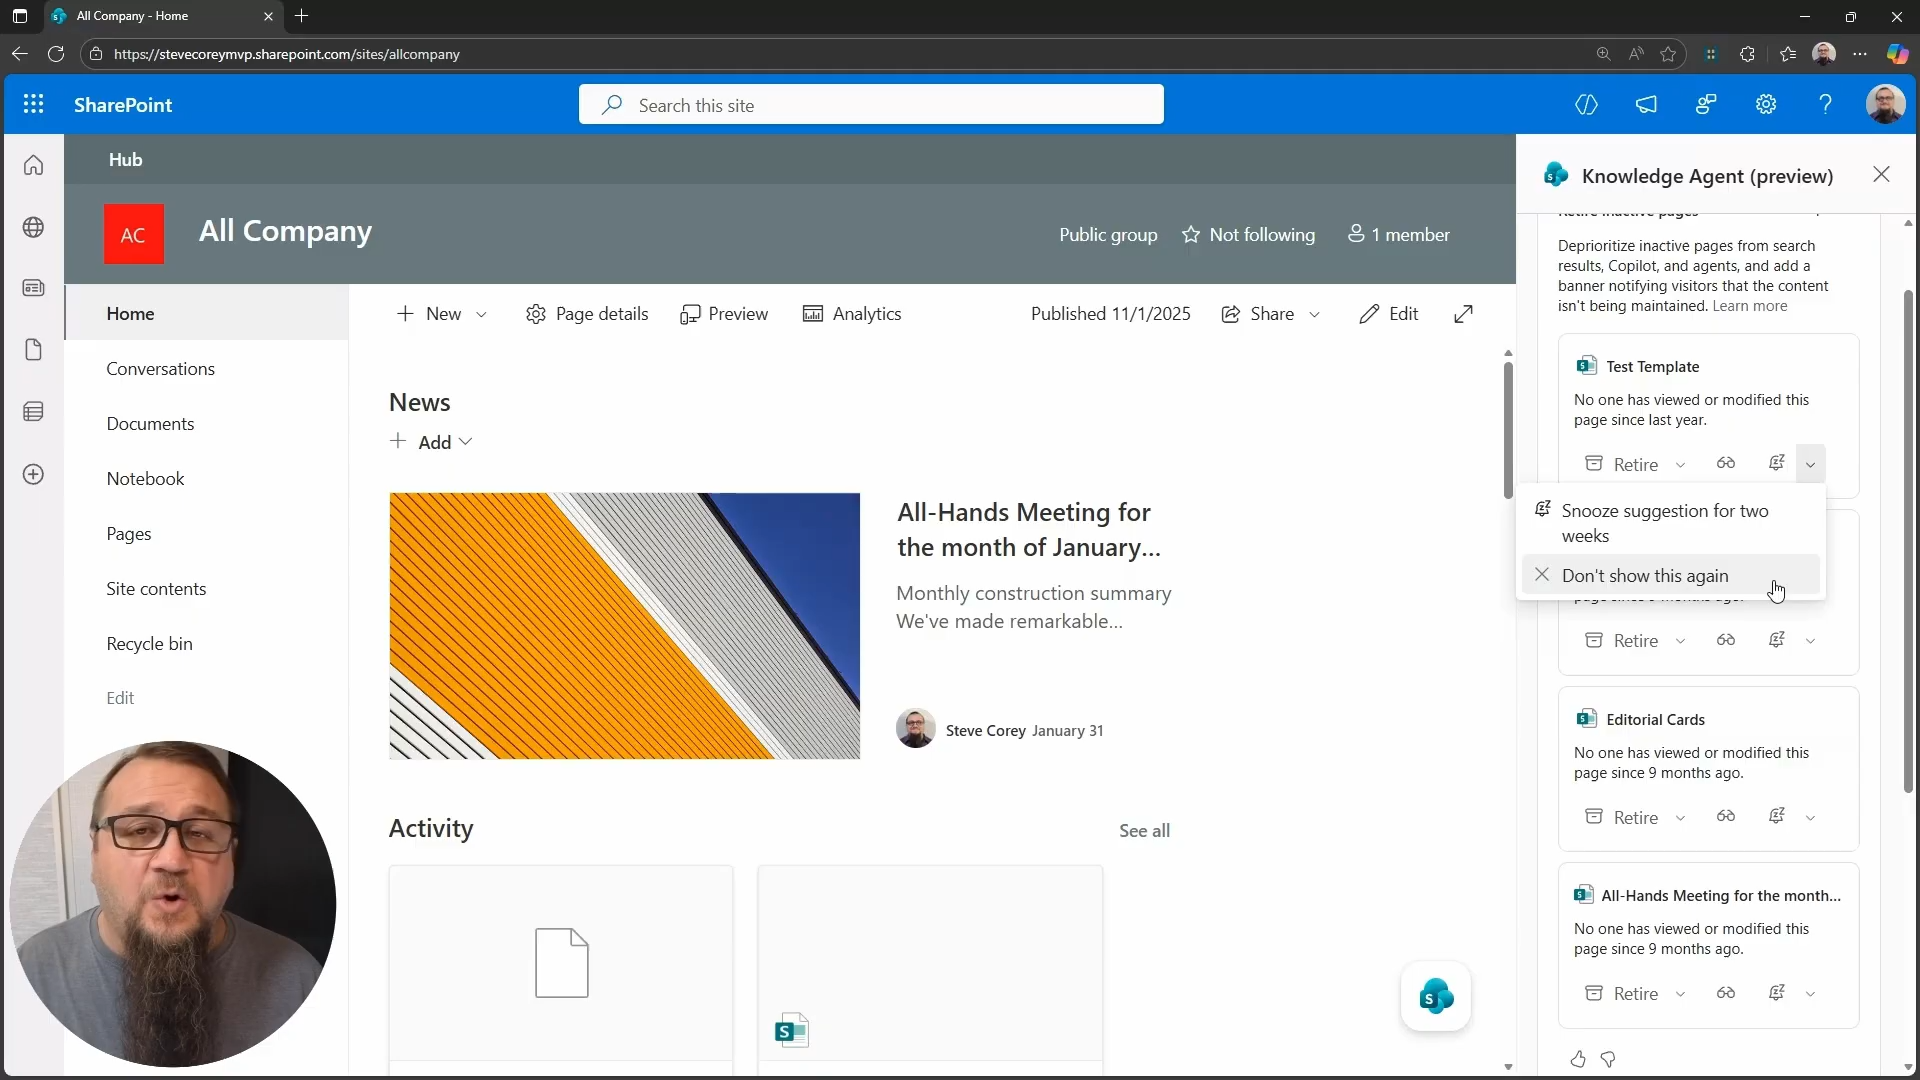 All Company - Home
https://stevecoreymvp.sharepoint.com/sites/allcompany
SharePoint
Search this site
Hub
AC
All Company
Public group
Not following
1 member
Home
Conversations
Documents
Notebook
Pages
Site contents
Recycle bin
Edit
New
Page details
Preview
Analytics
Published 11/1/2025
Share
Edit
News
Add
All-Hands Meeting for
the month of January...
Monthly construction summary
We've made remarkable...
Steve Corey January 31
Activity
See all
Knowledge Agent (preview)
Retire inactive pages
Deprioritize inactive pages from search
results, Copilot, and agents, and add a
banner notifying visitors that the content
isn't being maintained. Learn more
Test Template
No one has viewed or modified this
page since last year.
Retire
Snooze suggestion for two
weeks
Don't show this again
Retire
Editorial Cards
No one has viewed or modified this
page since 9 months ago.
Retire
All-Hands Meeting for the month...
No one has viewed or modified this
page since 9 months ago.
Retire